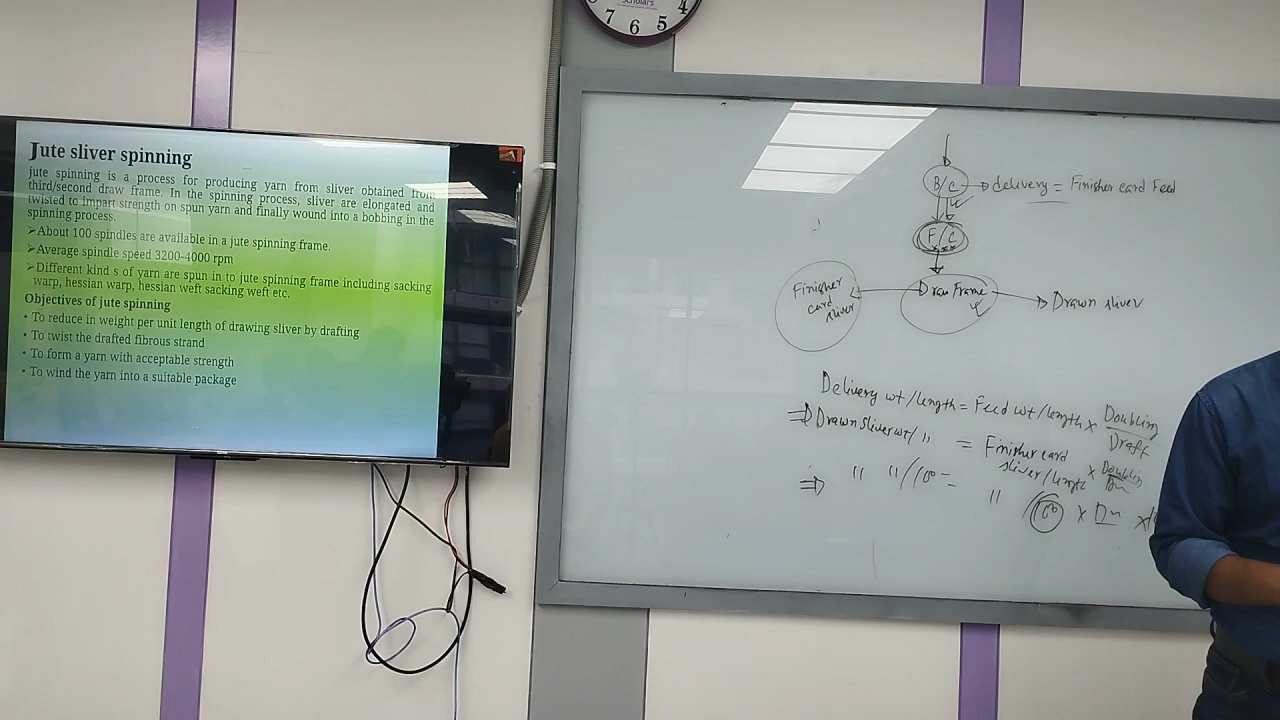 Jute sliver spinning
jute spinning is a process for producing yarn from sliver obtained from
third/second draw frame. In the spinning process, sliver are elongated and
twisted to impart strength on spun yarn and finally wound into a bobbing in the
spinning process.
➢About 100 spindles are available in a jute spinning frame.
➢Average spindle speed 3200-4000 rpm
➢Different kind s of yarn are spun in to jute spinning frame including sacking
warp, hessian warp, hessian weft sacking weft etc.
Objectives of jute spinning
• To reduce in weight per unit length of drawing sliver by drafting
• To twist the drafted fibrous strand
• To form a yarn with acceptable strength
• To wind the yarn into a suitable package
Scholars
7 6 5 4
B/C → delivery = Finisher card Feed
F/C
Finisher
card
sliver
Draw Frame → Drawn sliver
Delivery wt/length = Feed wt/length × Doubling
Draft
⇒ Drawn sliver wt/ " = Finisher card
sliver/length × Doubling
⇒ " "/100 = " /100 ×